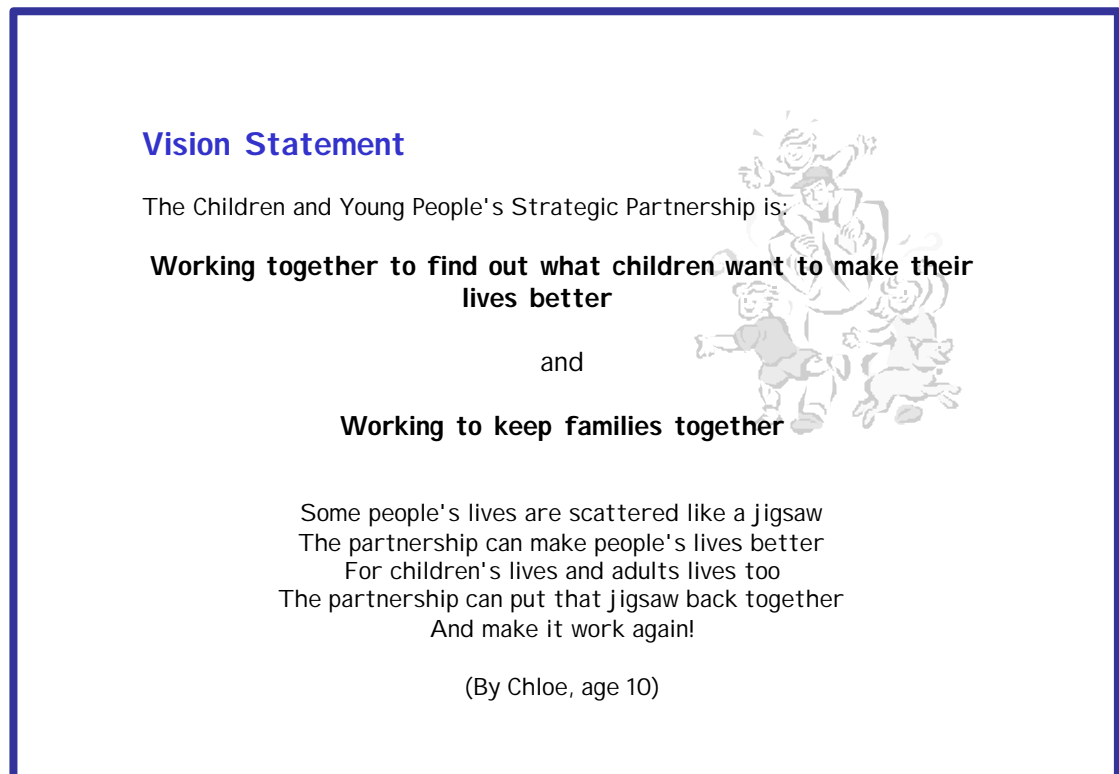 Vision Statement
The Children and Young People's Strategic Partnership is:
Working together to find out what children want to make their
lives better
and
Working to keep families together
Some people's lives are scattered like a jigsaw
The partnership can make people's lives better
For children's lives and adults lives too
The partnership can put that jigsaw back together
And make it work again!
(By Chloe, age 10)